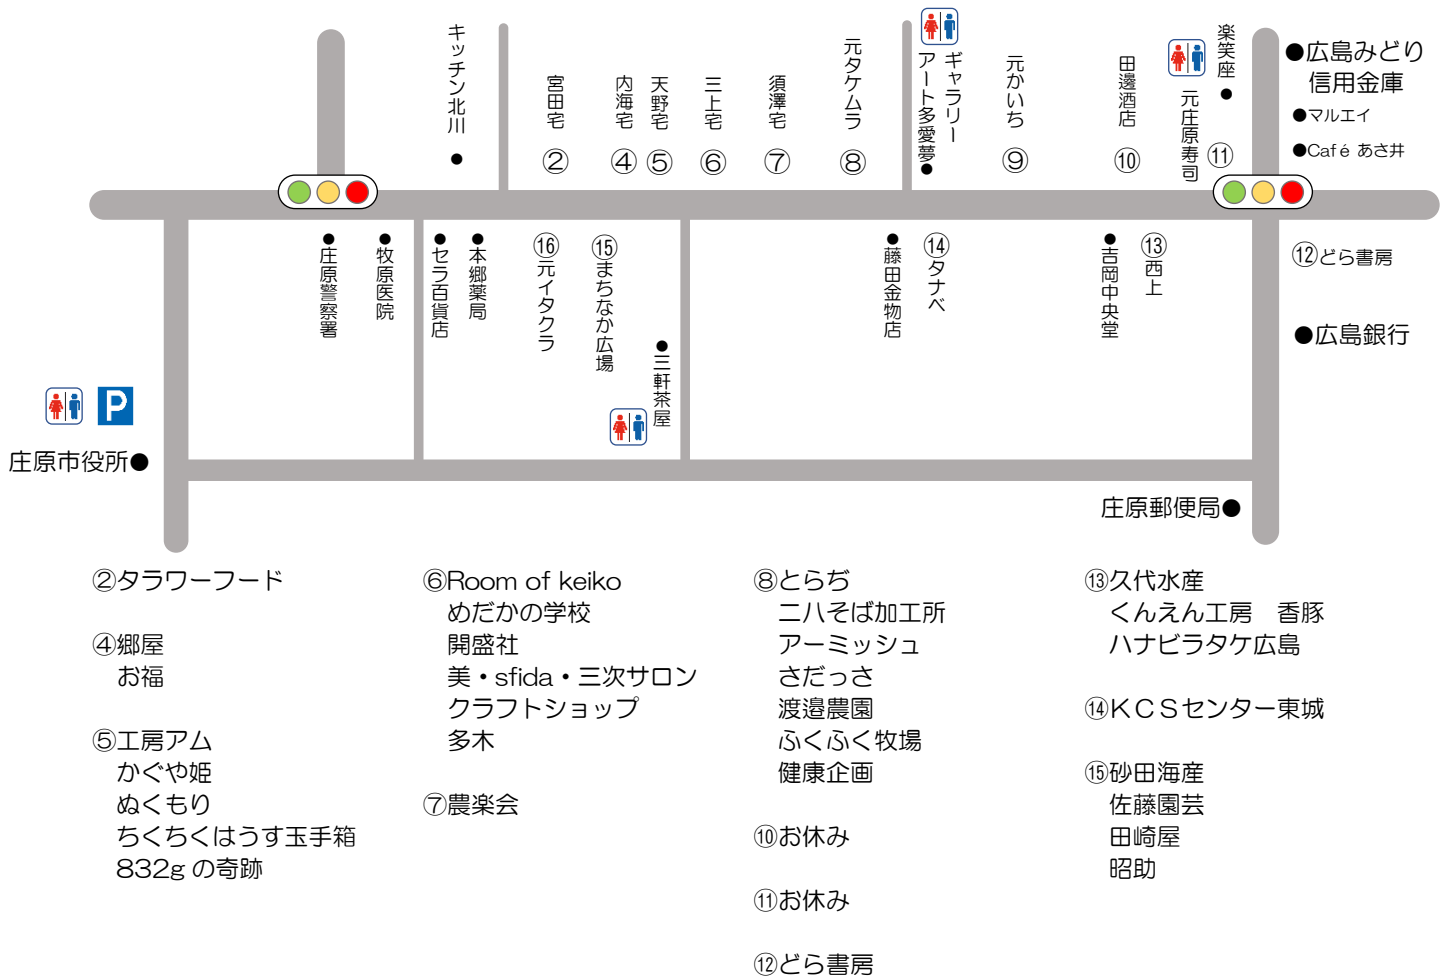 キッチン北川
宮田宅
②
内海宅
④
天野宅
⑤
三上宅
⑥
須澤宅
⑦
元タケムラ
⑧
ギャラリー
アート多愛夢
元かいち
⑨
田邊酒店
⑩
元庄原寿司
⑪
楽笑座
広島みどり
信用金庫
マルエイ
Café あさ井
庄原警察署
牧原医院
セラ百貨店
本郷薬局
⑯元イタクラ
⑮まちなか広場
三軒茶屋
藤田金物店
⑭タナベ
吉岡中央堂
⑬西上
⑫どら書房
広島銀行
P
庄原市役所
庄原郵便局
②タラワーフード
④郷屋
お福
⑤工房アム
かぐや姫
ぬくもり
ちくちくはうす玉手箱
832g の奇跡
⑥Room of keiko
めだかの学校
開盛社
美・sfida・三次サロン
クラフトショップ
多木
⑦農楽会
⑧とらぢ
二八そば加工所
アーミッシュ
さだっさ
渡邉農園
ふくふく牧場
健康企画
⑩お休み
⑪お休み
⑫どら書房
⑬久代水産
くんえん工房　香豚
ハナビラタケ広島
⑭ＫＣＳセンター東城
⑮砂田海産
佐藤園芸
田崎屋
昭助